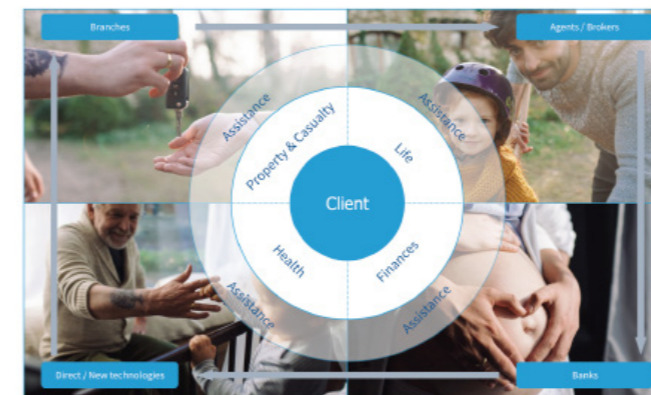 Branches
Agents / Brokers
Assistance
Assistance
Property & Casualty
Life
Client
Health
Finances
Assistance
Assistance
Direct / New technologies
Banks